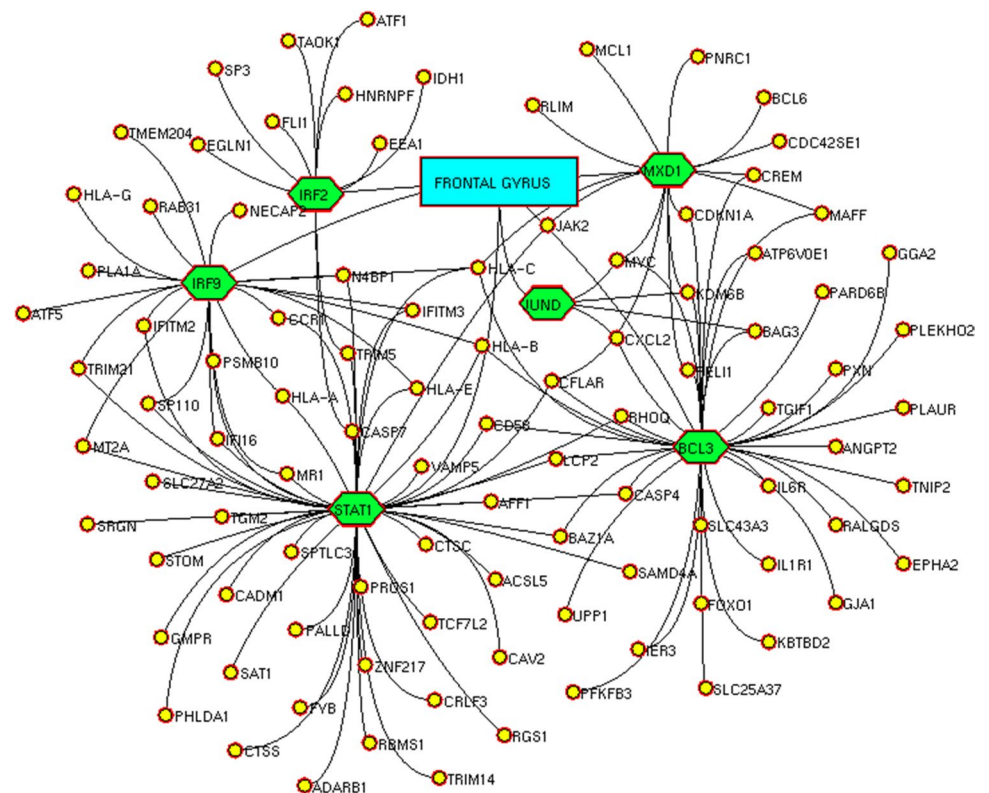 ATF1
TAOK1
MCL1
PNRC1
SP3
IDH1
HNRNPF
BCL6
RLIM
FLI1
TMEM204
EGLN1
EEA1
CDC42SE1
MXD1
CREM
FRONTAL GYRUS
HLA-G
IRF2
RAB31
NECAP2
CDKN1A
MAFF
JAK2
ATP6V0E1
GGA2
MYC
HLA-C
PLA1A
N4BP1
IRF9
KDM6B
PARD6B
JUND
ATF5
IFITM3
CCR1
IFITM2
BAG3
PLEKHO2
CXCL2
HLA-B
TRIM5
PSMB10
TRIM21
PELI1
PXN
CFLAR
HLA-E
HLA-A
SP110
TGIF1
PLAUR
RHOQ
CD58
CASP7
IFI16
MT2A
BCL3
ANGPT2
LCP2
VAMP5
MR1
SLC27A2
IL6R
TNIP2
CASP4
AFF1
STAT1
TGM2
SRGN
SLC43A3
RALGDS
BAZ1A
CTSC
SPTLC3
STOM
IL1R1
EPHA2
SAMD4A
ACSL5
PROS1
CADM1
FOXO1
GJA1
UPP1
TCF7L2
PALLD
GMPR
KBTBD2
IER3
CAV2
ZNF217
SAT1
SLC25A37
PFKFB3
CRLF3
FYB
PHLDA1
RGS1
RBMS1
CTSS
TRIM14
ADARB1